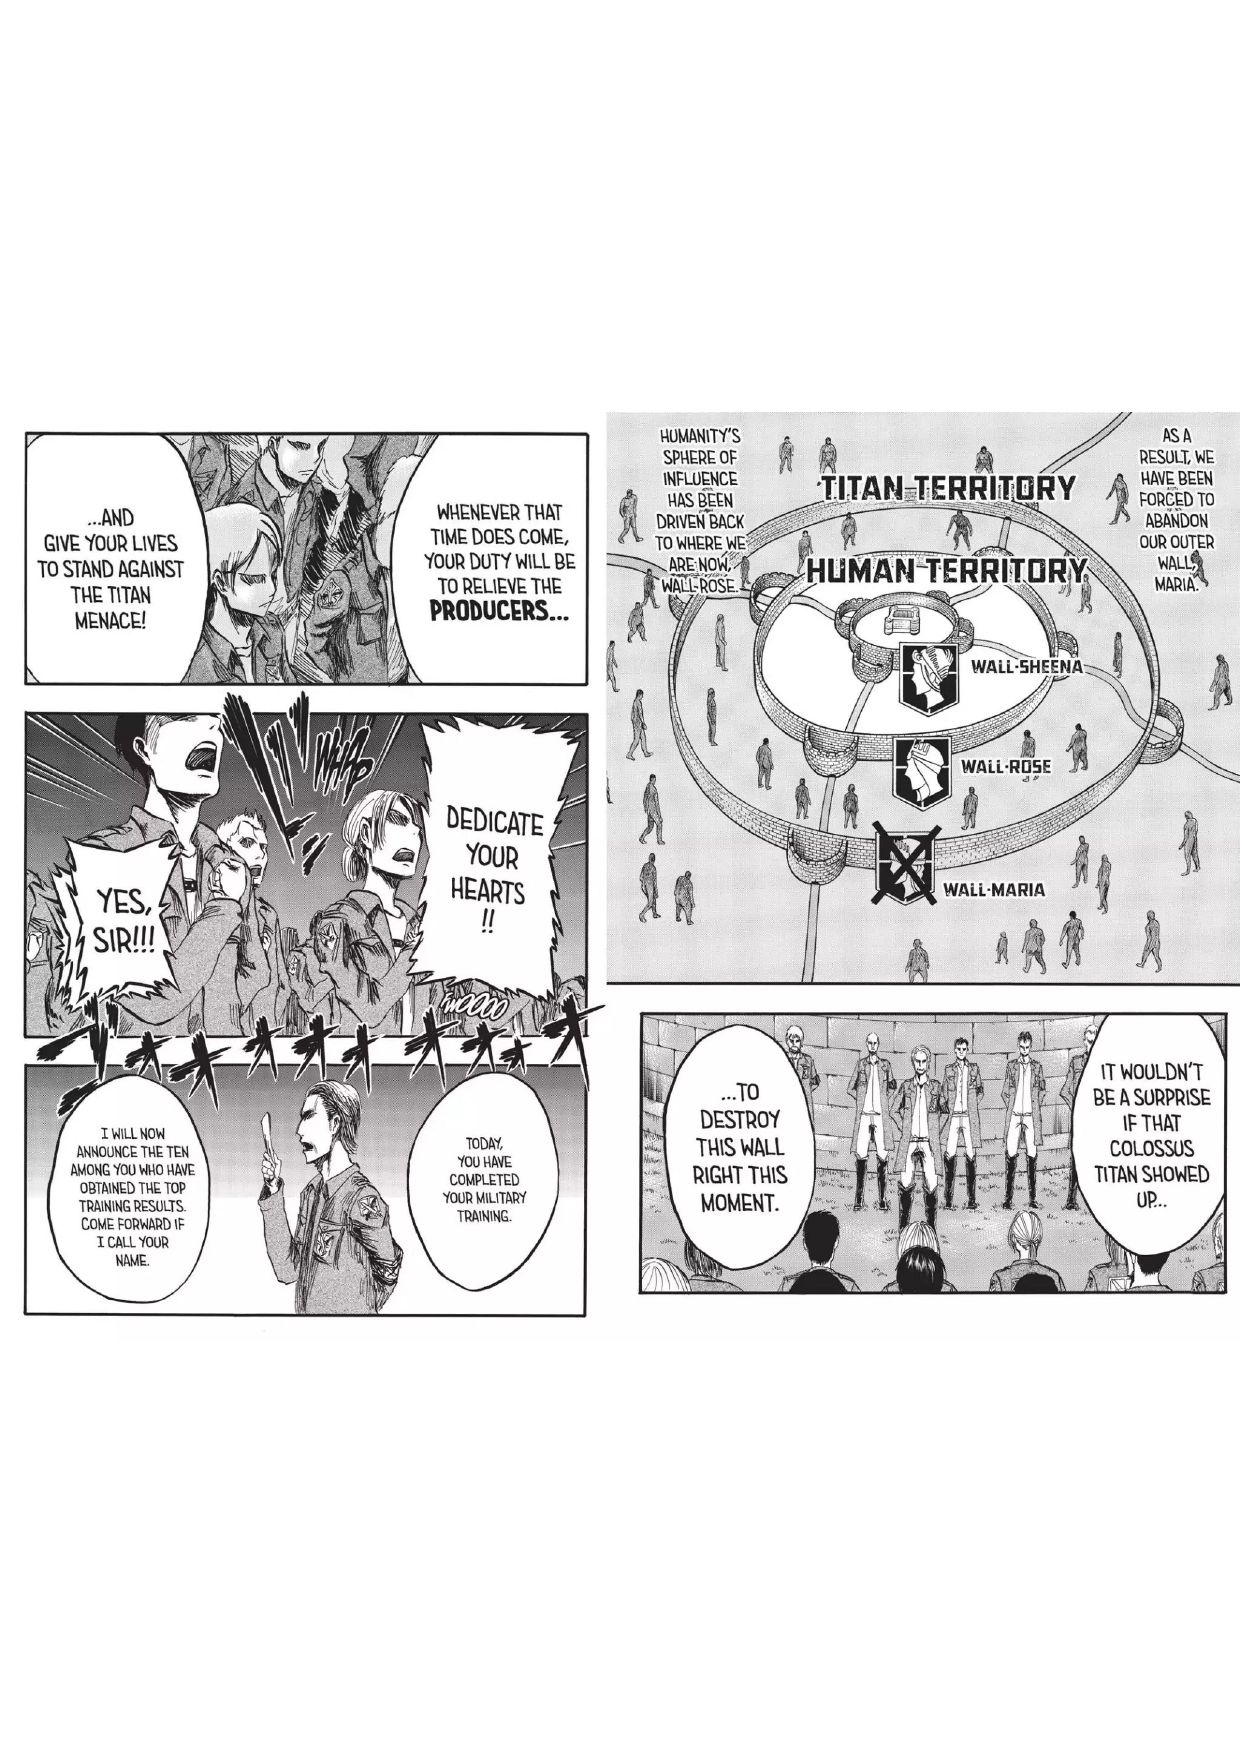 AS A
RESULT, WE
HAVE BEEN
FORCED TO
ABANDON
OUR OUTER
WALL,
MARIA.
HUMANITY'S
SPHERE OF
INFLUENCE
HAS BEEN
DRIVEN BACK
TO WHERE WE
ARE NOW,
WALL-ROSE.
TITAN TERRITORY
HUMAN TERRITORY
WALL-SHEENA
WALL-ROSE
WALL-MARIA
IT WOULDN'T
BE A SURPRISE
IF THAT
COLOSSUS
TITAN SHOWED
UP...
...TO
DESTROY
THIS WALL
RIGHT THIS
MOMENT.
WHENEVER THAT
TIME DOES COME,
YOUR DUTY WILL BE
TO RELIEVE THE
PRODUCERS...
...AND
GIVE YOUR LIVES
TO STAND AGAINST
THE TITAN
MENACE!
DEDICATE
YOUR
HEARTS
!!
WHAP
YES,
SIR!!!
TODAY,
YOU HAVE
COMPLETED
YOUR MILITARY
TRAINING.
I WILL NOW
ANNOUNCE THE TEN
AMONG YOU WHO HAVE
OBTAINED THE TOP
TRAINING RESULTS.
COME FORWARD IF
I CALL YOUR
NAME.